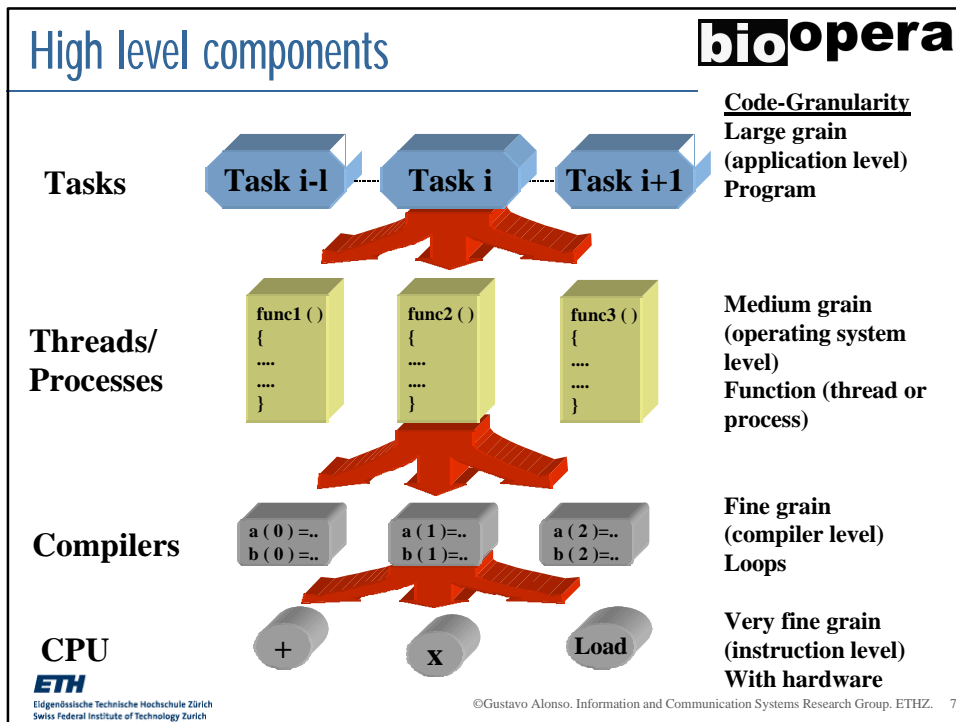 High level components
bioopera
Code-Granularity
Large grain
(application level)
Program
Tasks
Task i-l
Task i
Task i+1
Threads/
Processes
func1 ( )
{
....
....
}
func2 ( )
{
....
....
}
func3 ( )
{
....
....
}
Medium grain
(operating system
level)
Function (thread or
process)
Compilers
a ( 0 ) =..
b ( 0 ) =..
a ( 1 )=..
b ( 1 )=..
a ( 2 )=..
b ( 2 )=..
Fine grain
(compiler level)
Loops
CPU
+
x
Load
Very fine grain
(instruction level)
With hardware
ETH
Eidgenössische Technische Hochschule Zürich
Swiss Federal Institute of Technology Zurich
©Gustavo Alonso. Information and Communication Systems Research Group. ETHZ. 7